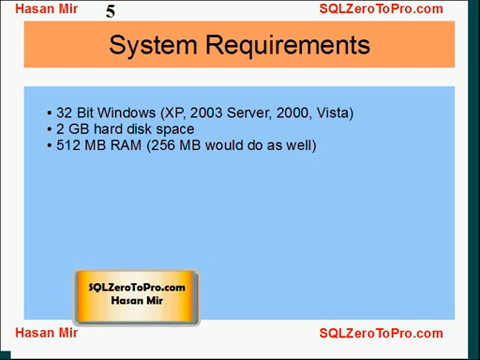 Hasan Mir 5 SQLZeroToPro.com
System Requirements
• 32 Bit Windows (XP, 2003 Server, 2000, Vista)
• 2 GB hard disk space
• 512 MB RAM (256 MB would do as well)
SQLZeroToPro.com
Hasan Mir
Hasan Mir SQLZeroToPro.com